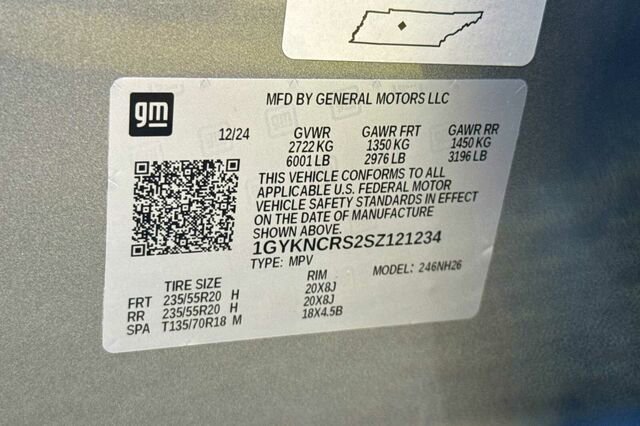 gm
MFD BY GENERAL MOTORS LLC
12/24 GVWR GAWR FRT GAWR RR
2722 KG 1350 KG 1450 KG
6001 LB 2976 LB 3196 LB
THIS VEHICLE CONFORMS TO ALL
APPLICABLE U.S. FEDERAL MOTOR
VEHICLE SAFETY STANDARDS IN EFFECT
ON THE DATE OF MANUFACTURE
SHOWN ABOVE.
1GYKNCRS2SZ121234
TYPE: MPV MODEL: 246NH26
TIRE SIZE RIM
FRT 235/55R20 H 20X8J
RR 235/55R20 H 20X8J
SPA T135/70R18 M 18X4.5B